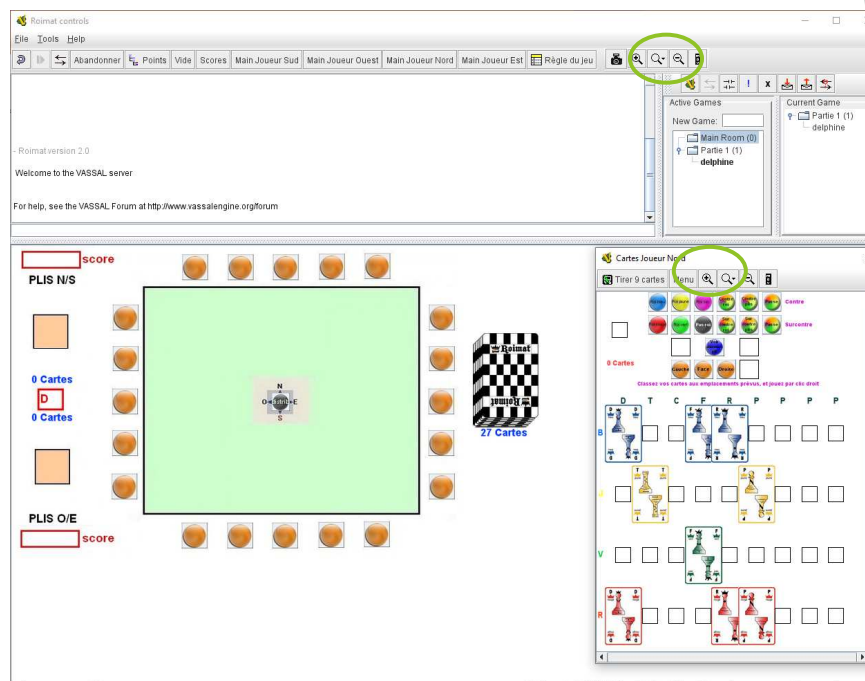 Roimat controls
File Tools Help
Abandonner Points Vide Scores Main Joueur Sud Main Joueur Ouest Main Joueur Nord Main Joueur Est Règle du jeu
- Roimat version 2.0
Welcome to the VASSAL server
For help, see the VASSAL Forum at http://www.vassalengine.org/forum
Active Games
New Game:
Main Room (0)
Partie 1 (1)
delphine
Current Game
Partie 1 (1)
delphine
score
PLIS N/S
0 Cartes
D
0 Cartes
PLIS O/E
score
N
O E
S
Roimat
27 Cartes
Cartes Joueur Nord
Tirer 9 cartes Menu
Centre
Surcontre
0 Cartes
Gauche Face Droite
Classez vos cartes aux emplacements prévus, et jouez par clic droit
D T C F R P P P P
B
J
V
R